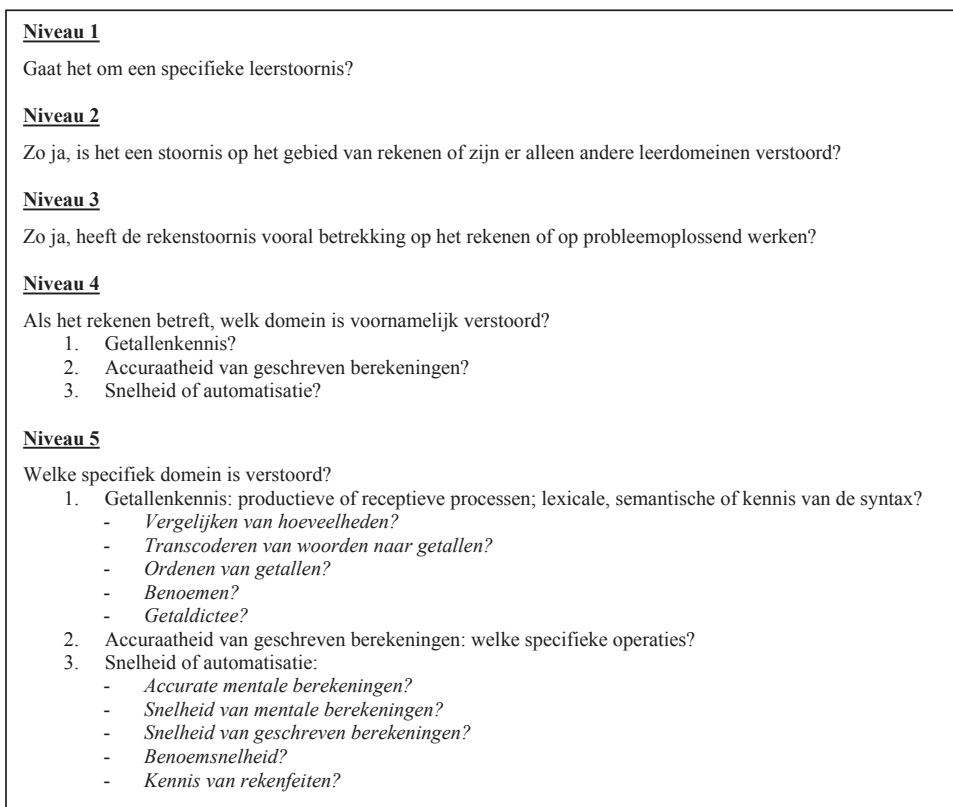 Niveau 1
Gaat het om een specifieke leerstoornis?
Niveau 2
Zo ja, is het een stoornis op het gebied van rekenen of zijn er alleen andere leerdomeinen verstoord?
Niveau 3
Zo ja, heeft de rekenstoornis vooral betrekking op het rekenen of op probleemoplossend werken?
Niveau 4
Als het rekenen betreft, welk domein is voornamelijk verstoord?
1. Getallenkennis?
2. Accuraatheid van geschreven berekeningen?
3. Snelheid of automatisatie?
Niveau 5
Welke specifiek domein is verstoord?
1. Getallenkennis: productieve of receptieve processen; lexicale, semantische of kennis van de syntax?
- Vergelijken van hoeveelheden?
- Transcoderen van woorden naar getallen?
- Ordenen van getallen?
- Benoemen?
- Getaldictee?
2. Accuraatheid van geschreven berekeningen: welke specifieke operaties?
3. Snelheid of automatisatie:
- Accurate mentale berekeningen?
- Snelheid van mentale berekeningen?
- Snelheid van geschreven berekeningen?
- Benoemsnelheid?
- Kennis van rekenfeiten?